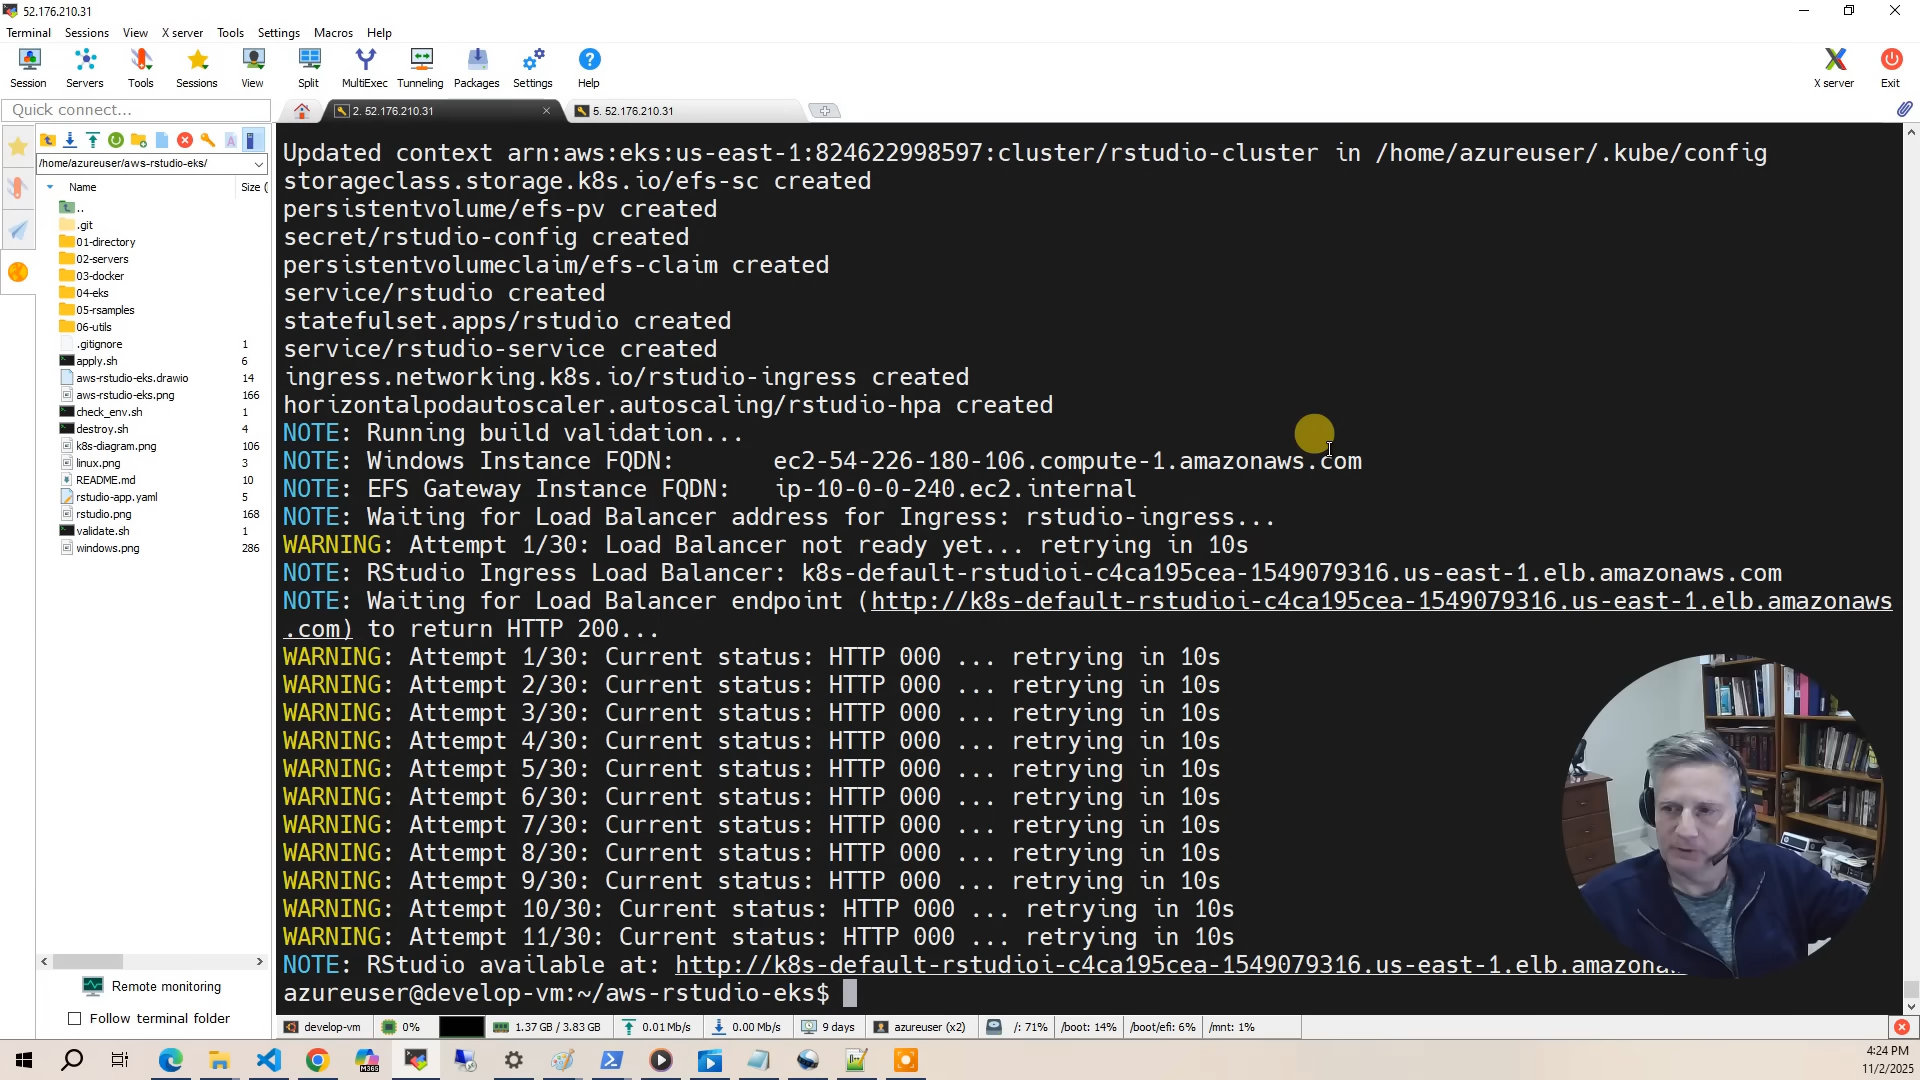 52.176.210.31
Terminal Sessions View X server Tools Settings Macros Help
Session Servers Tools Sessions View Split MultiExec Tunneling Packages Settings Help X server Exit
Quick connect...
2. 52.176.210.31
5. 52.176.210.31
/home/azureuser/aws-rstudio-eks/
Name Size (
..
.git
01-directory
02-servers
03-docker
04-eks
05-rsamples
06-utils
.gitignore 1
apply.sh 6
aws-rstudio-eks.drawio 14
aws-rstudio-eks.png 166
check_env.sh 1
destroy.sh 4
k8s-diagram.png 106
linux.png 3
README.md 10
rstudio-app.yaml 5
rstudio.png 168
validate.sh 1
windows.png 286
Remote monitoring
Follow terminal folder
Updated context arn:aws:eks:us-east-1:824622998597:cluster/rstudio-cluster in /home/azureuser/.kube/config
storageclass.storage.k8s.io/efs-sc created
persistentvolume/efs-pv created
secret/rstudio-config created
persistentvolumeclaim/efs-claim created
service/rstudio created
statefulset.apps/rstudio created
service/rstudio-service created
ingress.networking.k8s.io/rstudio-ingress created
horizontalpodautoscaler.autoscaling/rstudio-hpa created
NOTE: Running build validation...
NOTE: Windows Instance FQDN: ec2-54-226-180-106.compute-1.amazonaws.com
NOTE: EFS Gateway Instance FQDN: ip-10-0-0-240.ec2.internal
NOTE: Waiting for Load Balancer address for Ingress: rstudio-ingress...
WARNING: Attempt 1/30: Load Balancer not ready yet... retrying in 10s
NOTE: RStudio Ingress Load Balancer: k8s-default-rstudioi-c4ca195cea-1549079316.us-east-1.elb.amazonaws.com
NOTE: Waiting for Load Balancer endpoint (http://k8s-default-rstudioi-c4ca195cea-1549079316.us-east-1.elb.amazonaws
.com) to return HTTP 200...
WARNING: Attempt 1/30: Current status: HTTP 000 ... retrying in 10s
WARNING: Attempt 2/30: Current status: HTTP 000 ... retrying in 10s
WARNING: Attempt 3/30: Current status: HTTP 000 ... retrying in 10s
WARNING: Attempt 4/30: Current status: HTTP 000 ... retrying in 10s
WARNING: Attempt 5/30: Current status: HTTP 000 ... retrying in 10s
WARNING: Attempt 6/30: Current status: HTTP 000 ... retrying in 10s
WARNING: Attempt 7/30: Current status: HTTP 000 ... retrying in 10s
WARNING: Attempt 8/30: Current status: HTTP 000 ... retrying in 10s
WARNING: Attempt 9/30: Current status: HTTP 000 ... retrying in 10s
WARNING: Attempt 10/30: Current status: HTTP 000 ... retrying in 10s
WARNING: Attempt 11/30: Current status: HTTP 000 ... retrying in 10s
NOTE: RStudio available at: http://k8s-default-rstudioi-c4ca195cea-1549079316.us-east-1.elb.amazona
azureuser@develop-vm:~/aws-rstudio-eks$
develop-vm 0% 1.37 GB / 3.83 GB 0.01 Mb/s 0.00 Mb/s 9 days azureuser (x2) /: 71% /boot: 14% /boot/efi: 6% /mnt: 1%
M365
4:24 PM
11/2/2025